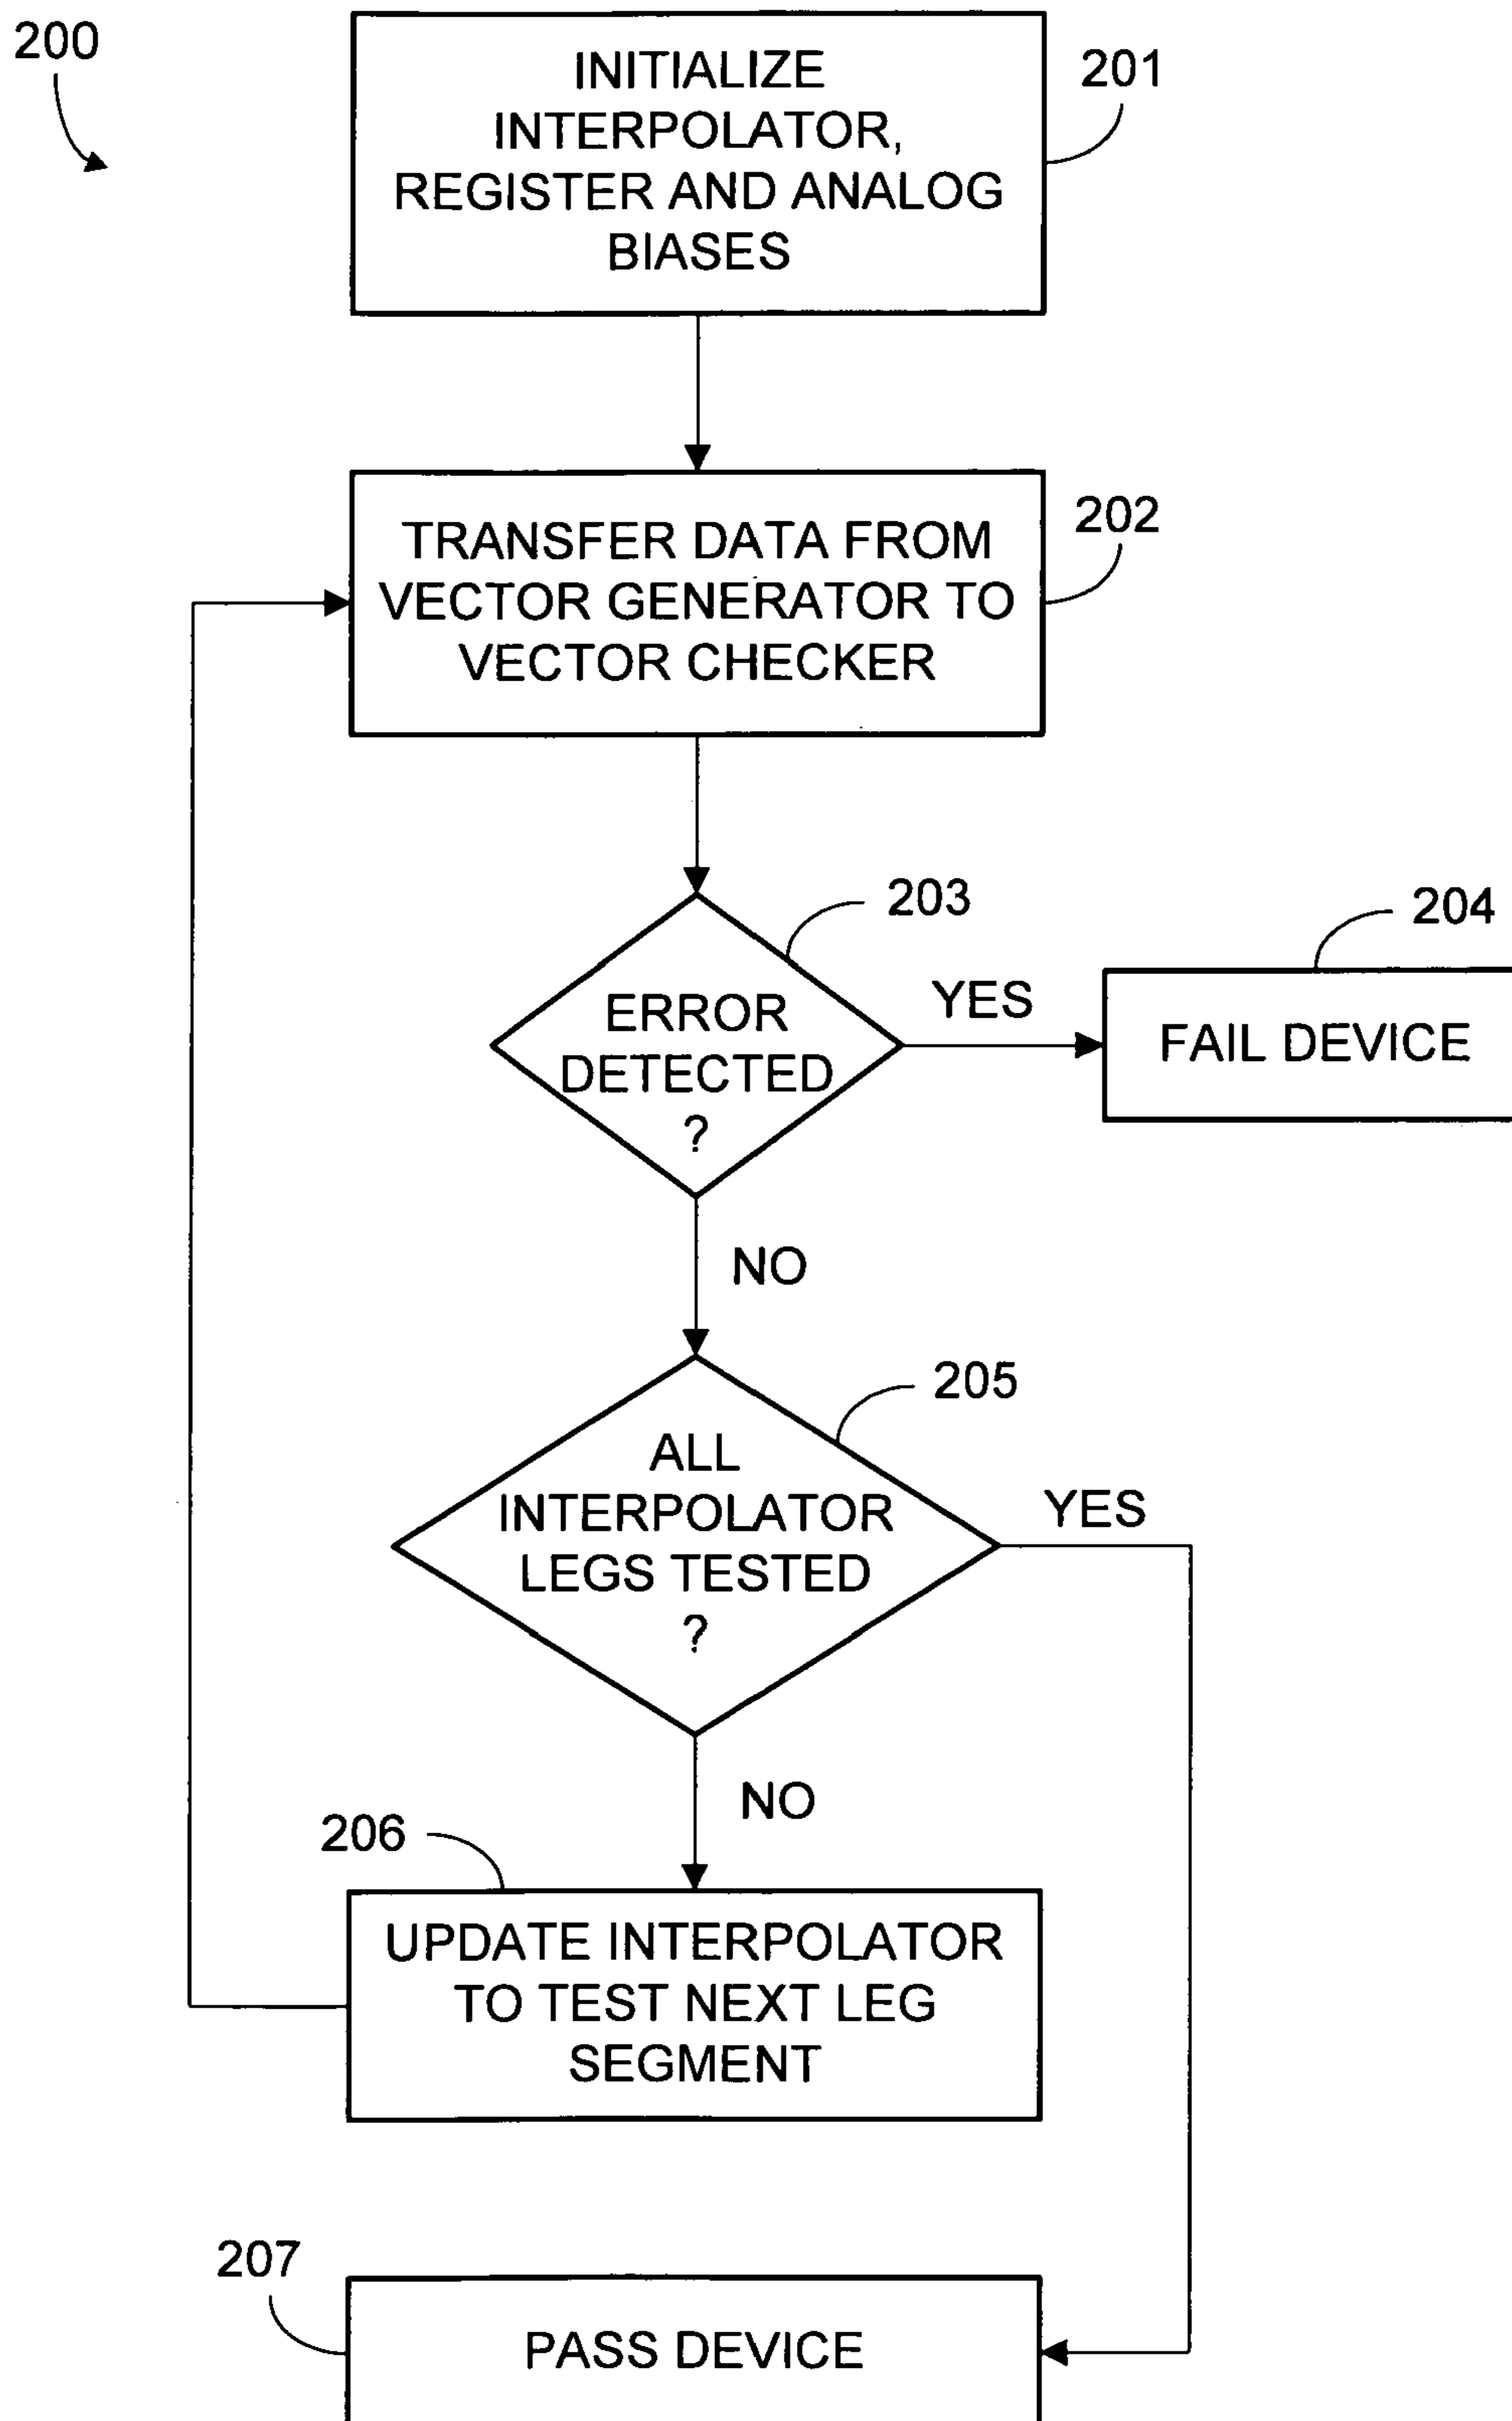 200
INITIALIZE
INTERPOLATOR,
REGISTER AND ANALOG
BIASES
201
TRANSFER DATA FROM
VECTOR GENERATOR TO
VECTOR CHECKER
202
203
ERROR
DETECTED
?
YES
204
FAIL DEVICE
NO
205
ALL
INTERPOLATOR
LEGS TESTED
?
YES
NO
206
UPDATE INTERPOLATOR
TO TEST NEXT LEG
SEGMENT
207
PASS DEVICE